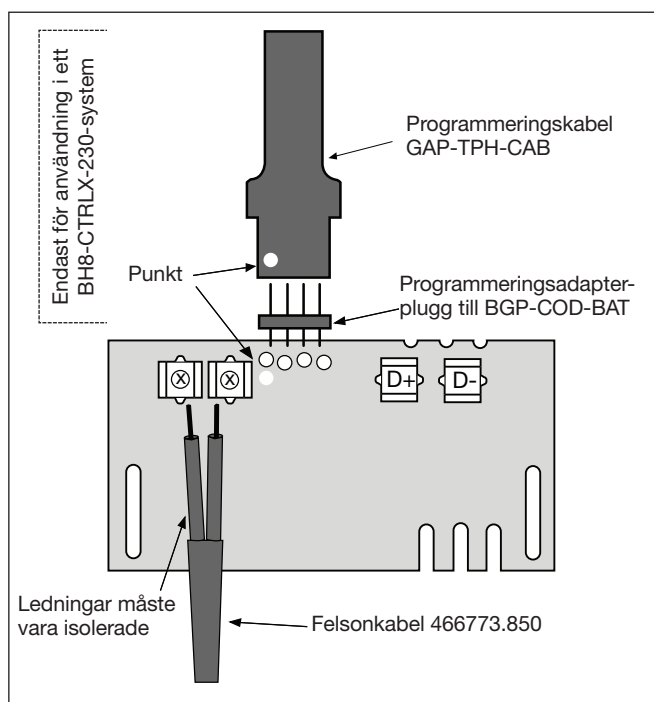 Endast för användning i ett
BH8-CTRLX-230-system
Programmeringskabel
GAP-TPH-CAB
Punkt
Programmeringsadapter-
plugg till BGP-COD-BAT
X
X
D+
D-
Ledningar måste
vara isolerade
Felsonkabel 466773.850